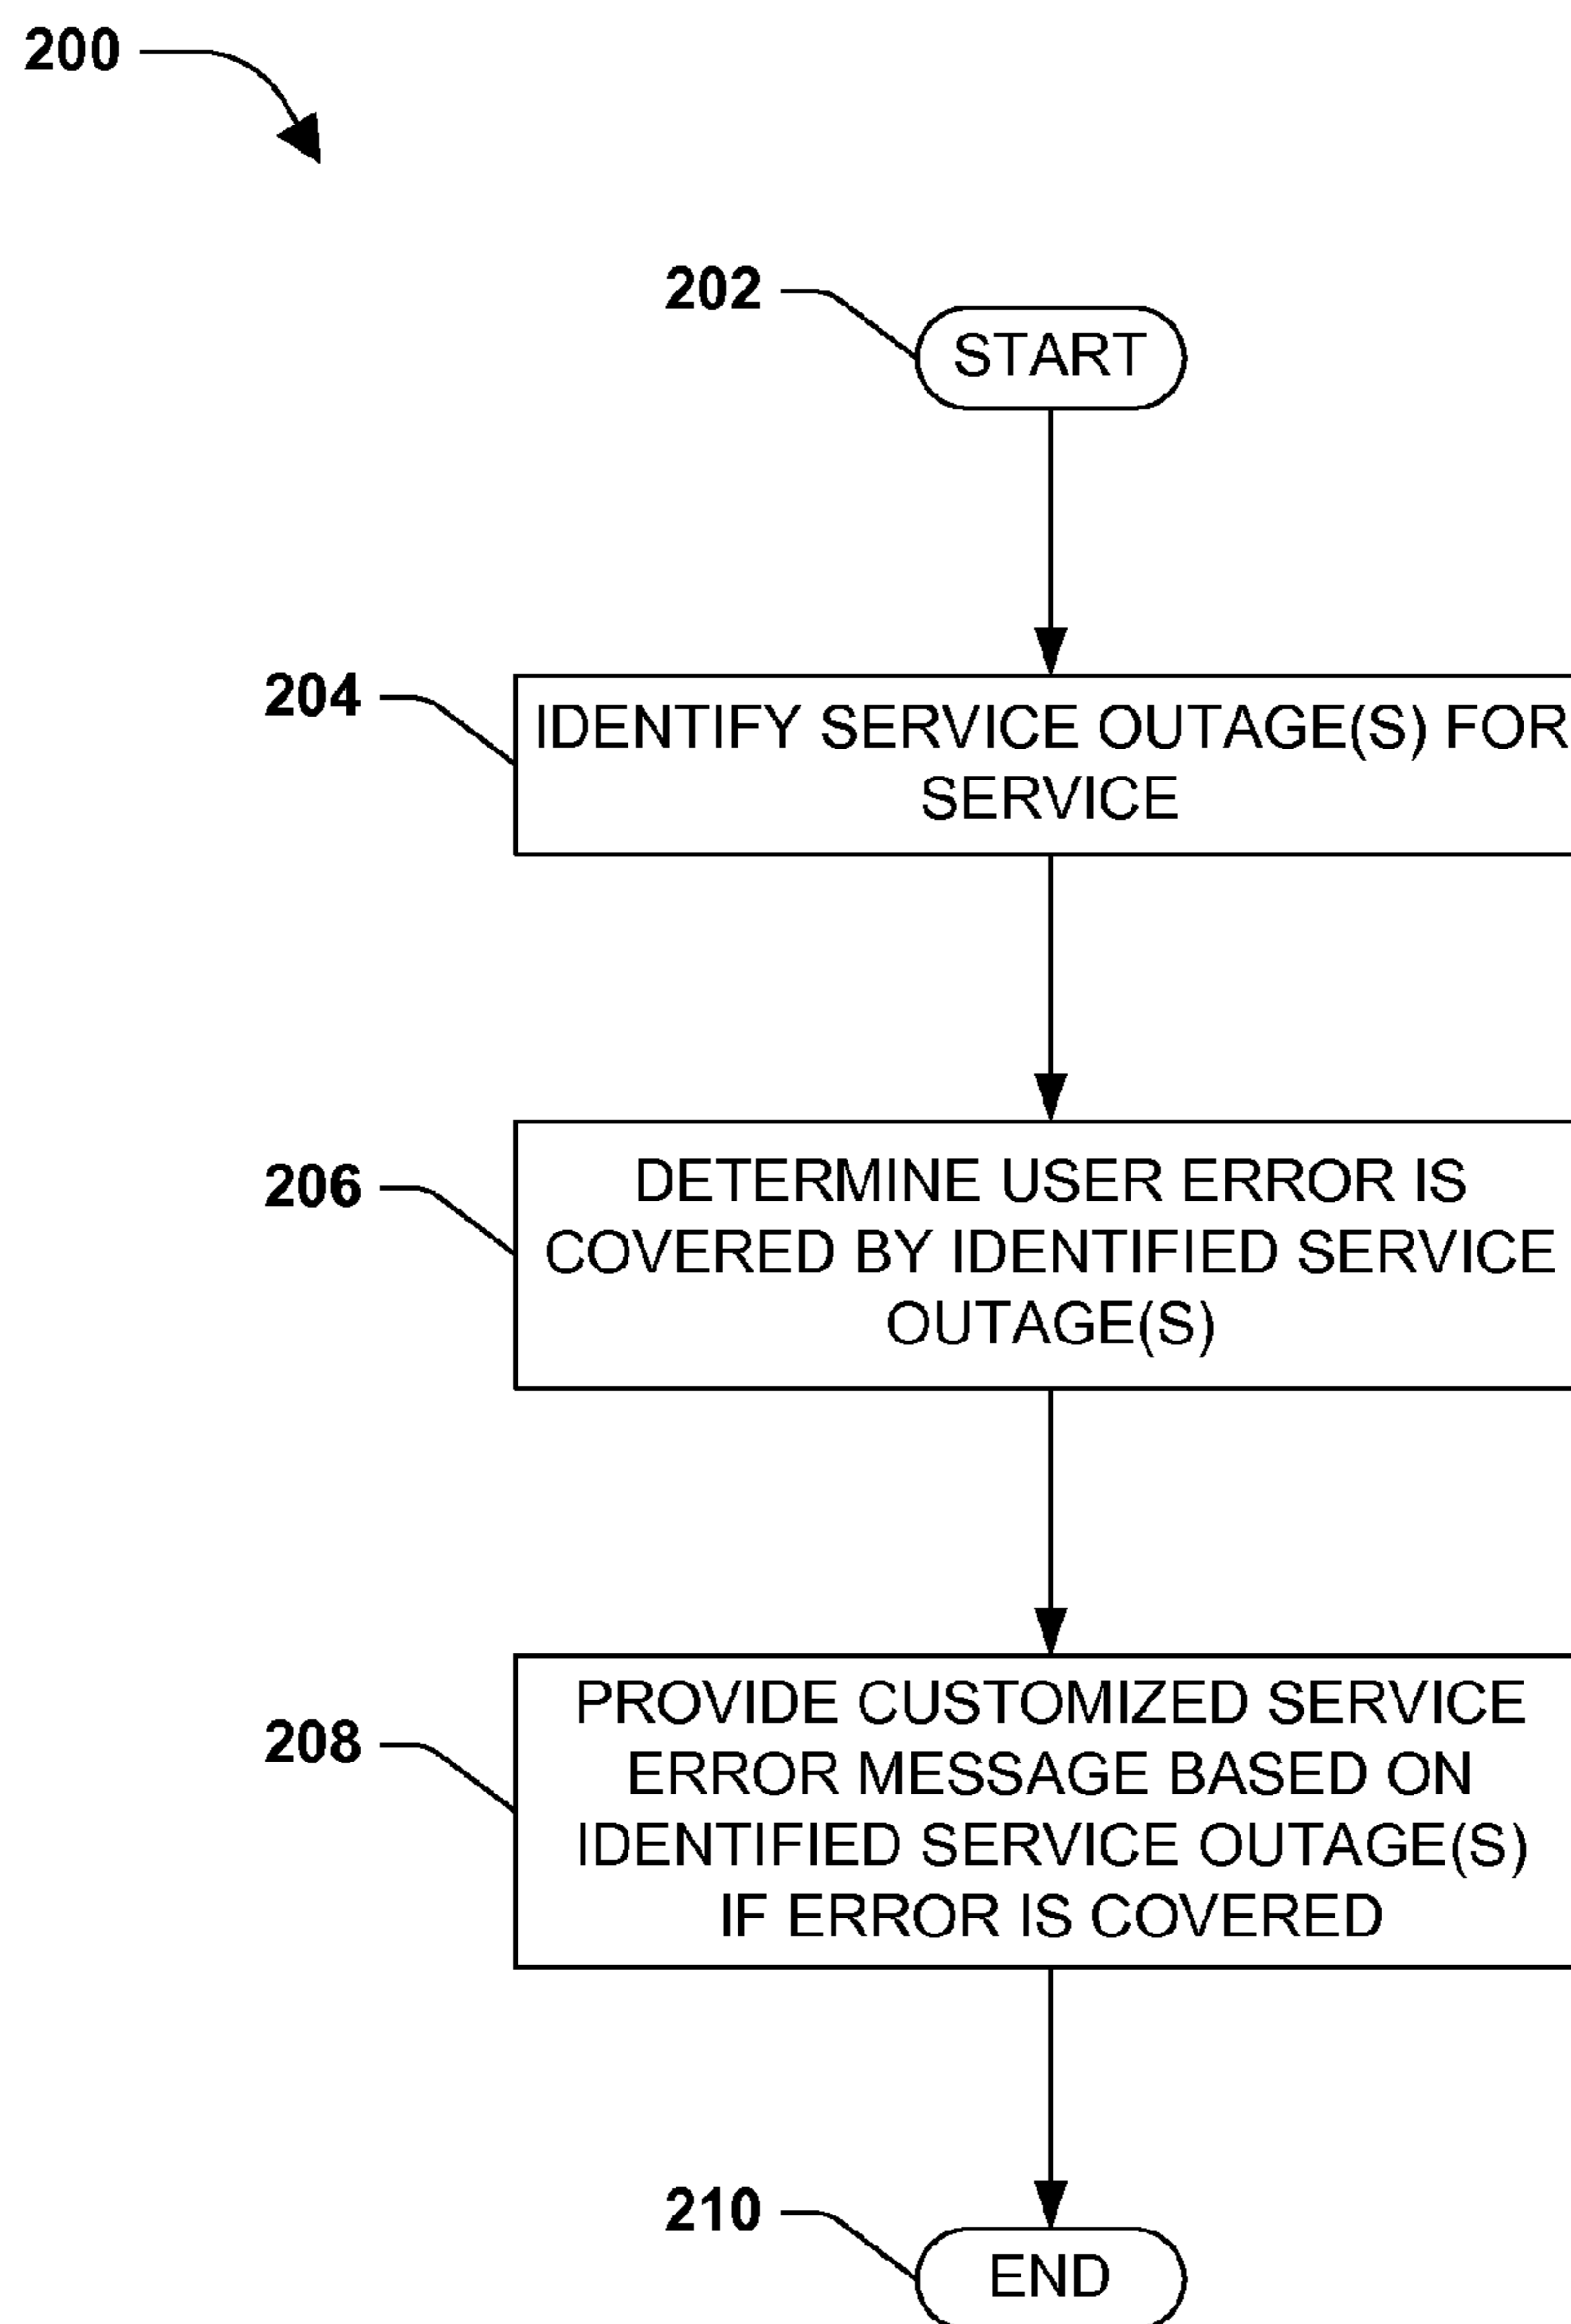 200
202
START
204
IDENTIFY SERVICE OUTAGE(S) FOR
SERVICE
206
DETERMINE USER ERROR IS
COVERED BY IDENTIFIED SERVICE
OUTAGE(S)
208
PROVIDE CUSTOMIZED SERVICE
ERROR MESSAGE BASED ON
IDENTIFIED SERVICE OUTAGE(S)
IF ERROR IS COVERED
210
END